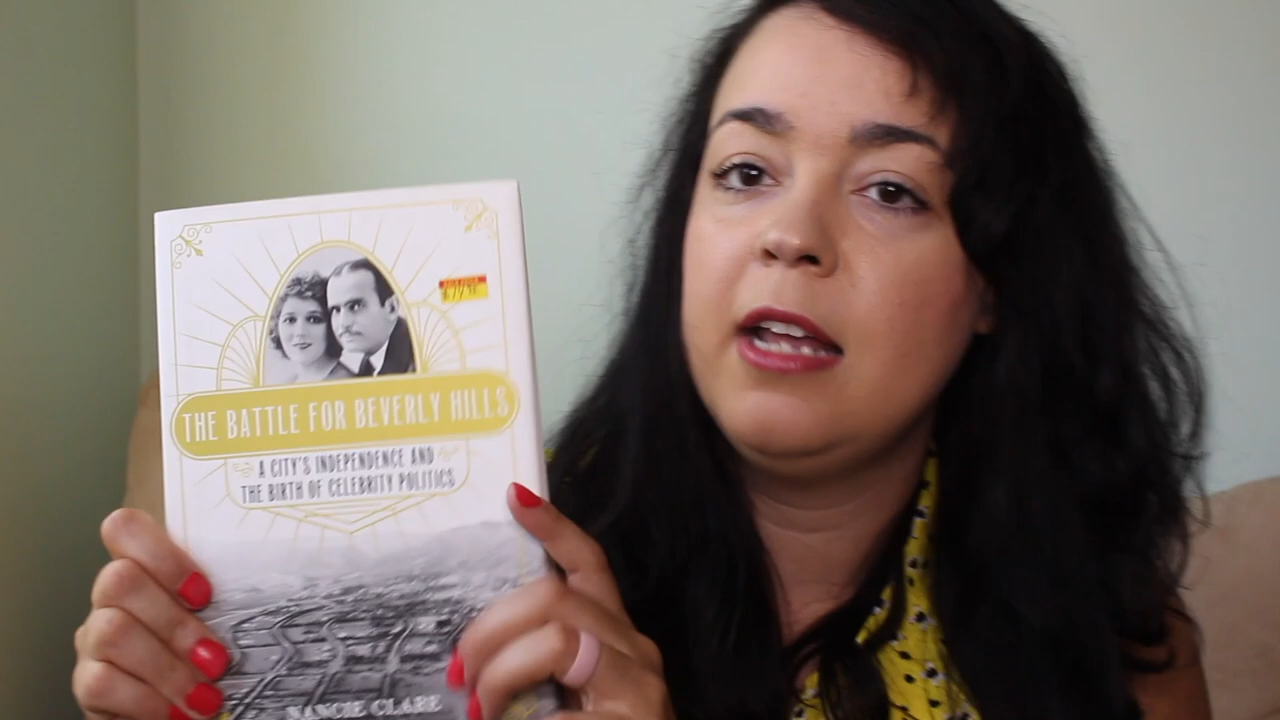 THE BATTLE FOR BEVERLY HILLS
A CITY'S INDEPENDENCE AND
THE BIRTH OF CELEBRITY POLITICS
NANCIE CLARE